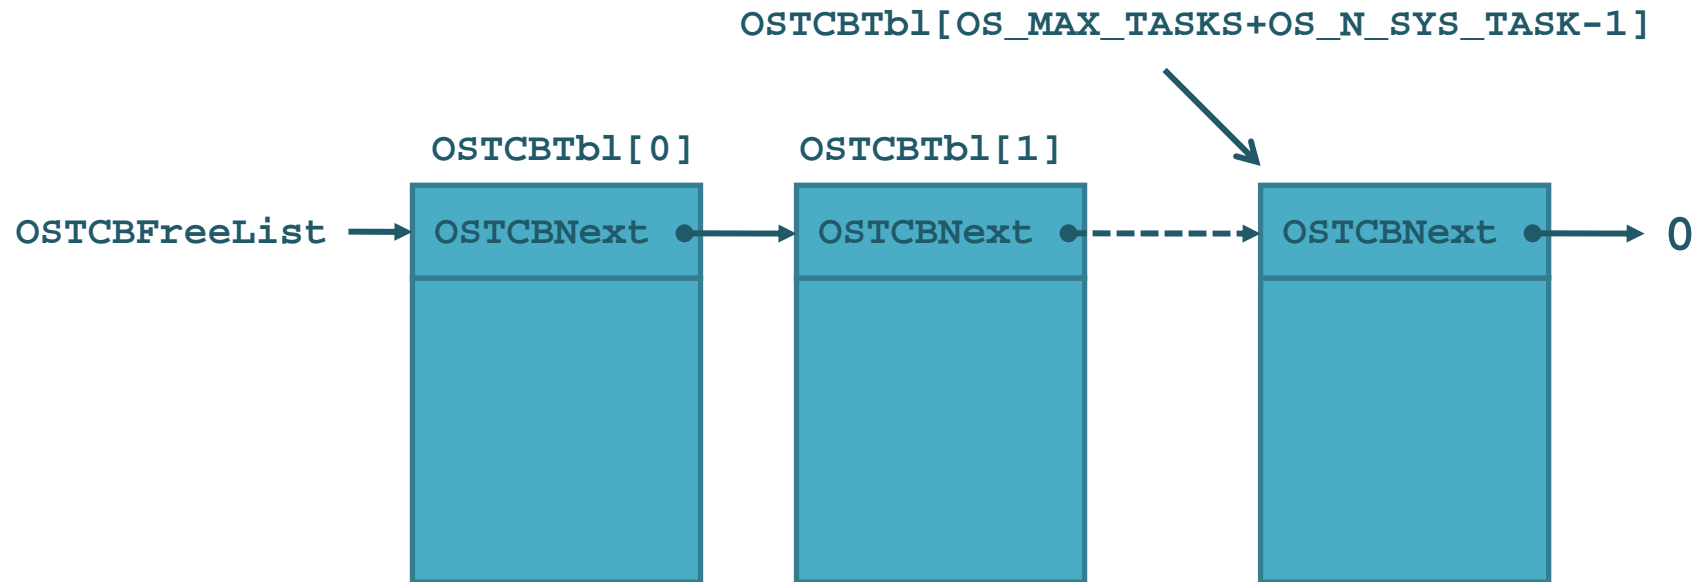 OSTCBTbl[OS_MAX_TASKS+OS_N_SYS_TASK-1]
OSTCBTbl[0] OSTCBTbl[1]
OSTCBFreeList OSTCBNext OSTCBNext OSTCBNext 0